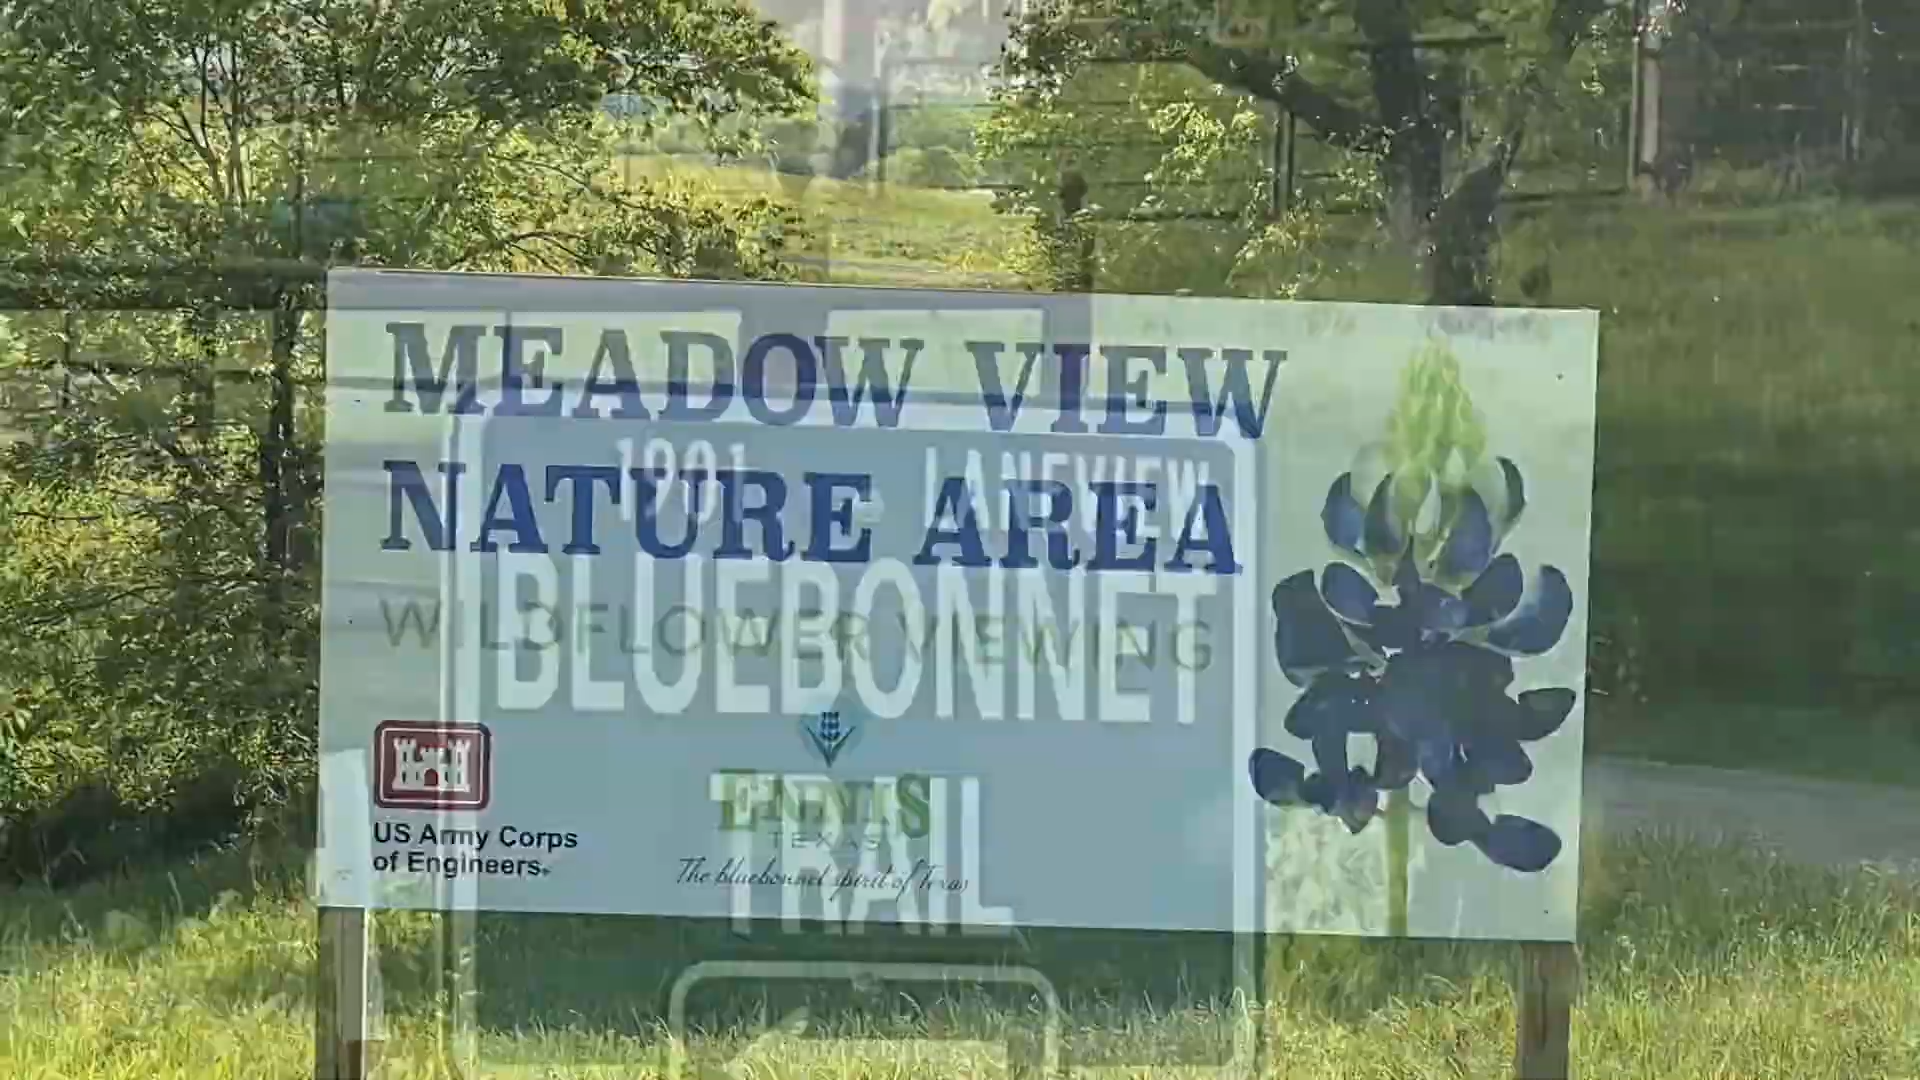 MEADOW VIEW
NATURE AREA
WILDFLOWER VIEWING
US Army Corps
of Engineers®
ENNIS
TEXAS
The bluebonnet spirit of Texas
1901 LANEVIEW
BLUEBONNET
TRAIL